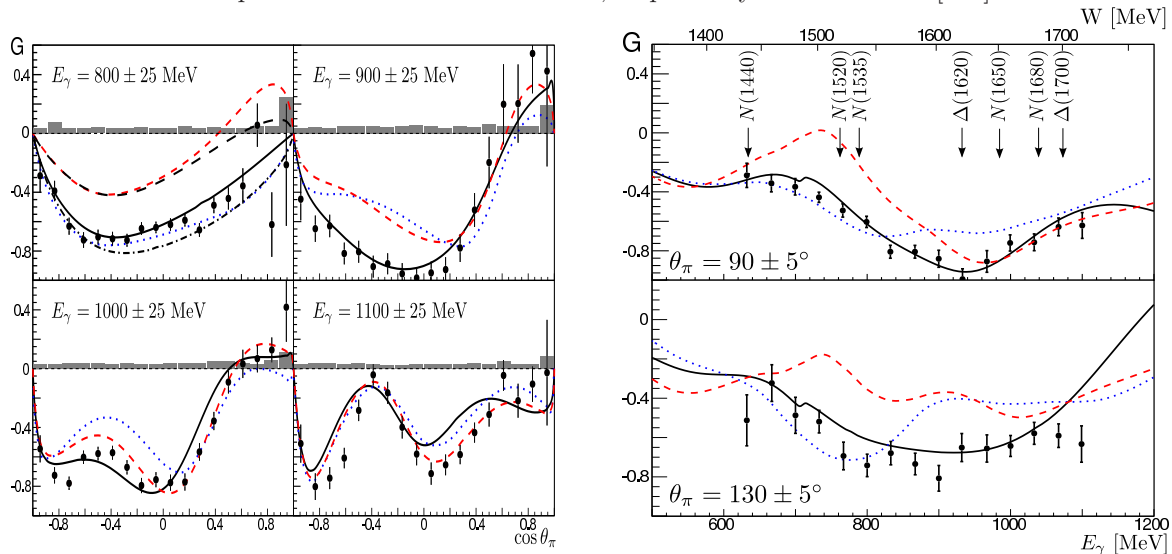 W [MeV]
G
G
1400
1500
1600
1700
E_γ = 800 ± 25 MeV
E_γ = 900 ± 25 MeV
0.4
0
-0.4
-0.8
N(1440)
N(1520)
N(1535)
Δ(1620)
N(1650)
N(1680)
Δ(1700)
0.4
0
-0.4
-0.8
θ_π = 90 ± 5°
E_γ = 1000 ± 25 MeV
E_γ = 1100 ± 25 MeV
0.4
0
-0.4
-0.8
0
-0.4
-0.8
θ_π = 130 ± 5°
-0.8
-0.4
0
0.4
0.8
-0.8
-0.4
0
0.4
0.8
cos θ_π
600
800
1000
1200
E_γ [MeV]